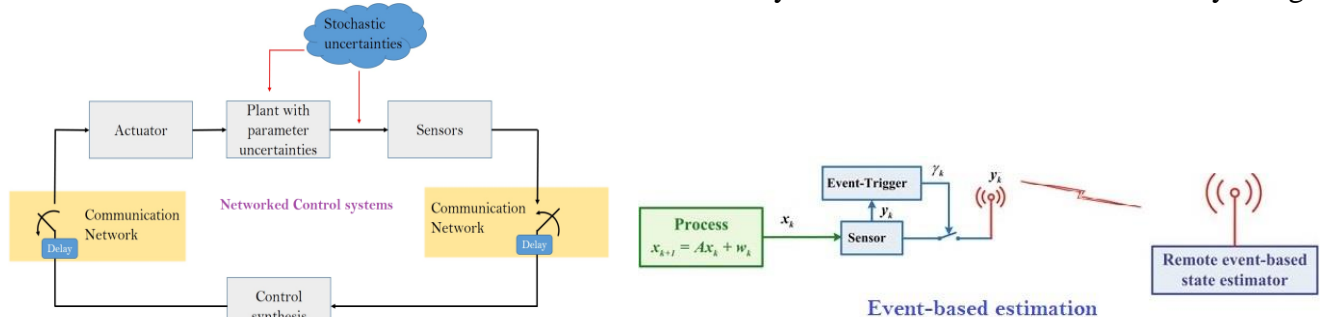 Stochastic
uncertainties
Actuator
Plant with
parameter
uncertainties
Sensors
Communication
Network
Delay
Networked Control systems
Communication
Network
Delay
Control
synthesis
Event-Trigger
γk
yk
yk
Process
xk+1 = Axk + wk
xk
Sensor
Remote event-based
state estimator
Event-based estimation